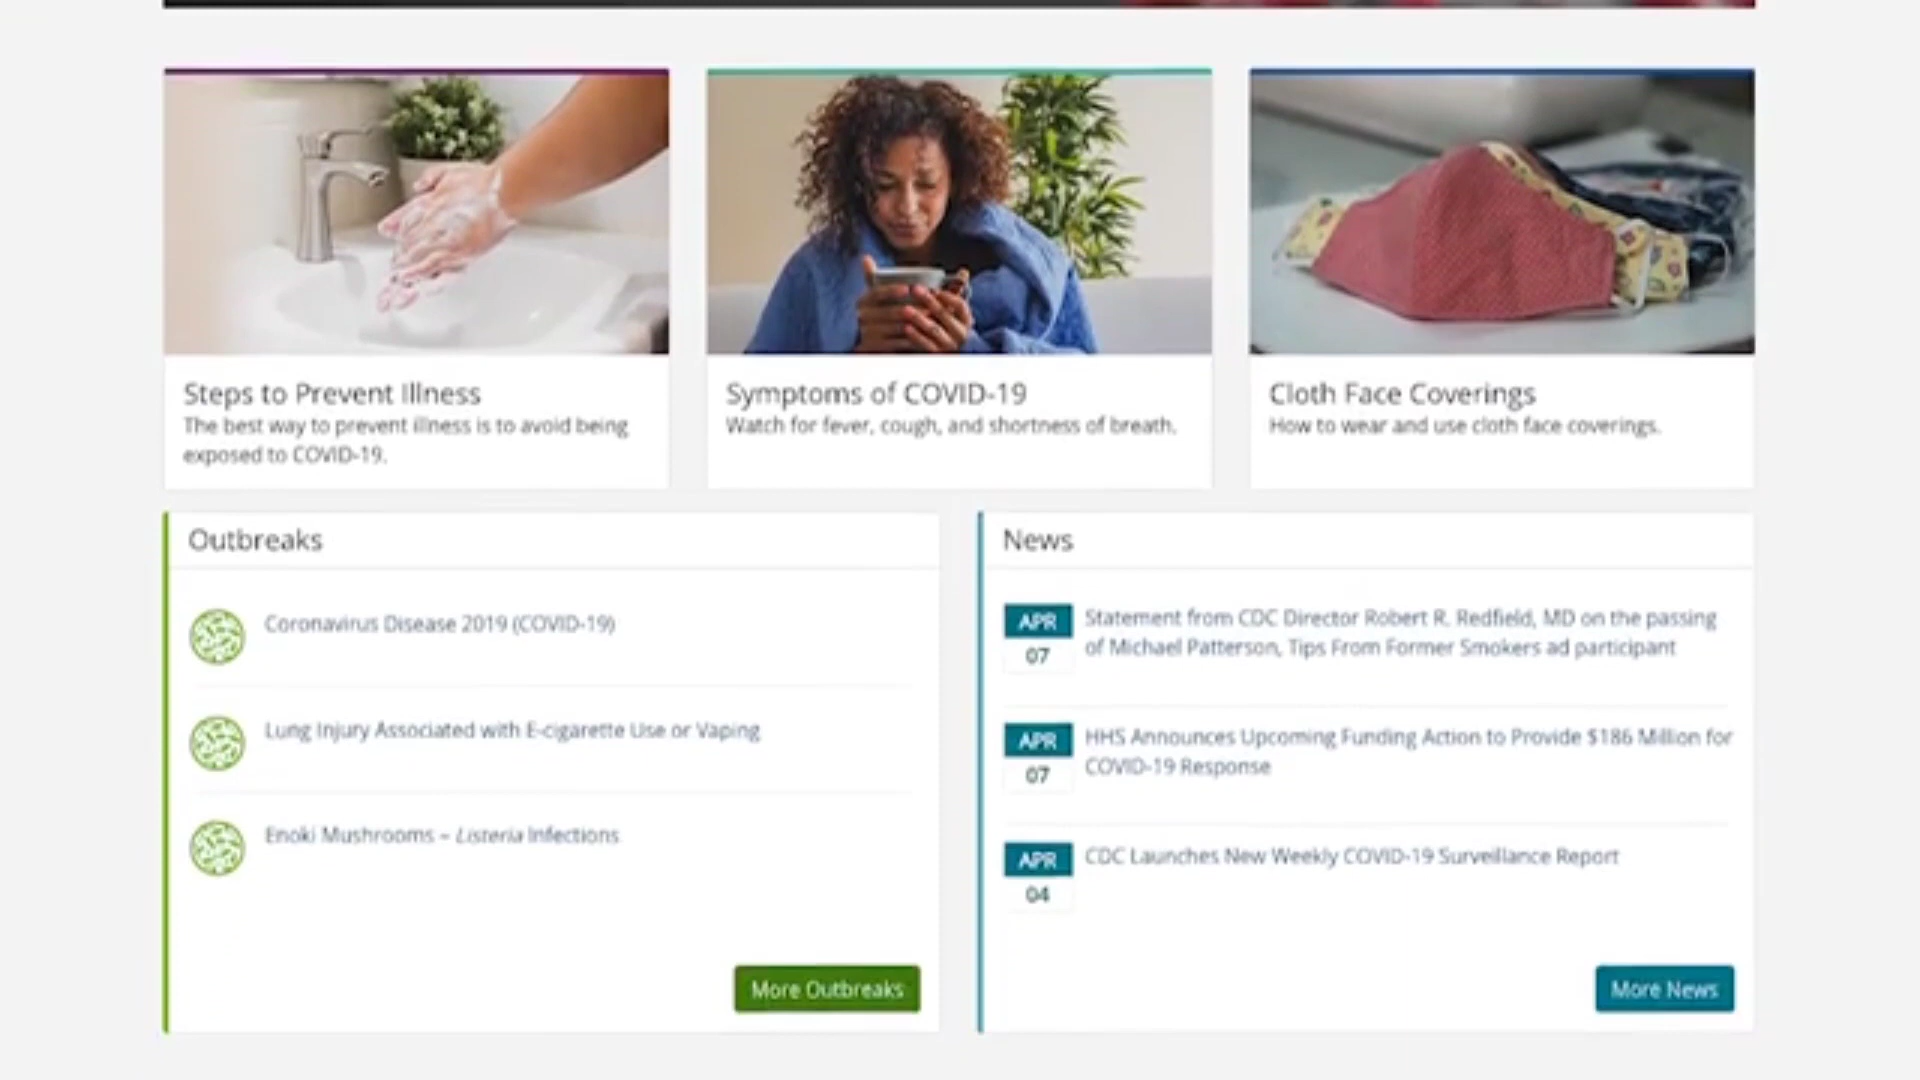 Steps to Prevent Illness
The best way to prevent illness is to avoid being
exposed to COVID-19.
Symptoms of COVID-19
Watch for fever, cough, and shortness of breath.
Cloth Face Coverings
How to wear and use cloth face coverings.
Outbreaks
Coronavirus Disease 2019 (COVID-19)
Lung Injury Associated with E-cigarette Use or Vaping
Enoki Mushrooms – Listeria Infections
More Outbreaks
News
APR
07
Statement from CDC Director Robert R. Redfield, MD on the passing
of Michael Patterson, Tips From Former Smokers ad participant
APR
07
HHS Announces Upcoming Funding Action to Provide $186 Million for
COVID-19 Response
APR
04
CDC Launches New Weekly COVID-19 Surveillance Report
More News